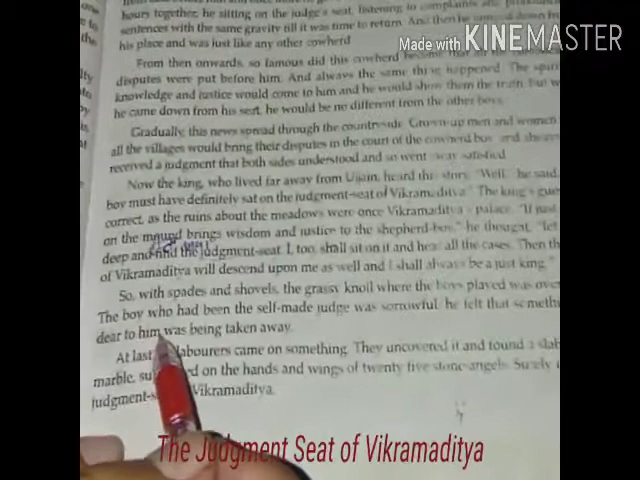 hours together, he sitting on the judge's seat, listening to complaints and
sentences with the same gravity till it was time to return. And then he came down from
his place and was just like any other cowherd
From then onwards, so famous did this cowherd become that all
disputes were put before him. And always the same thing happened. The
knowledge and justice would come to him and he would show them the truth. But
he came down from his seat, he would be no different from the other boys.
Gradually, this news spread through the countryside. Grown-up men and women
all the villages would bring their disputes in the court of the cowherd boy and
received a judgment that both sides understood and so went away satisfied
Now the king, who lived far away from Ujjain, heard the story. "Well," he said,
boy must have definitely sat on the judgment-seat of Vikramaditya." The king's
correct, as the ruins about the meadows were once Vikramaditya's palace. "If
on the mound brings wisdom and justice to the shepherd-boy," he thought, "let
deep and find the judgment-seat. I, too, shall sit on it and hear all the cases. Then
of Vikramaditya will descend upon me as well and I shall always be a just king."
So, with spades and shovels, the grassy knoll where the boys played was
The boy who had been the self-made judge was sorrowful, he felt that
dear to him was being taken away.
At last labourers came on something. They uncovered it and found a
marble, on the hands and wings of twenty five stone-angels. Surely
Vikramaditya.
Made with KINEMASTER
The Judgment Seat of Vikramaditya